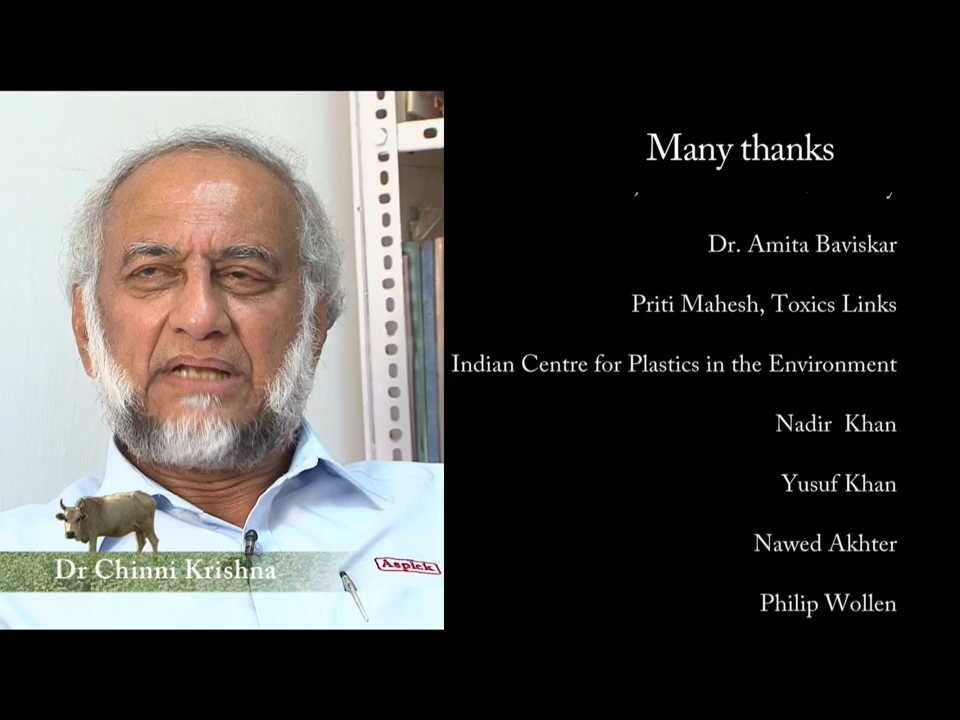 Many thanks
Dr. Amita Baviskar
Priti Mahesh, Toxics Links
Indian Centre for Plastics in the Environment
Nadir Khan
Yusuf Khan
Nawed Akhter
Philip Wollen
Dr Chinni Krishna
Aspick